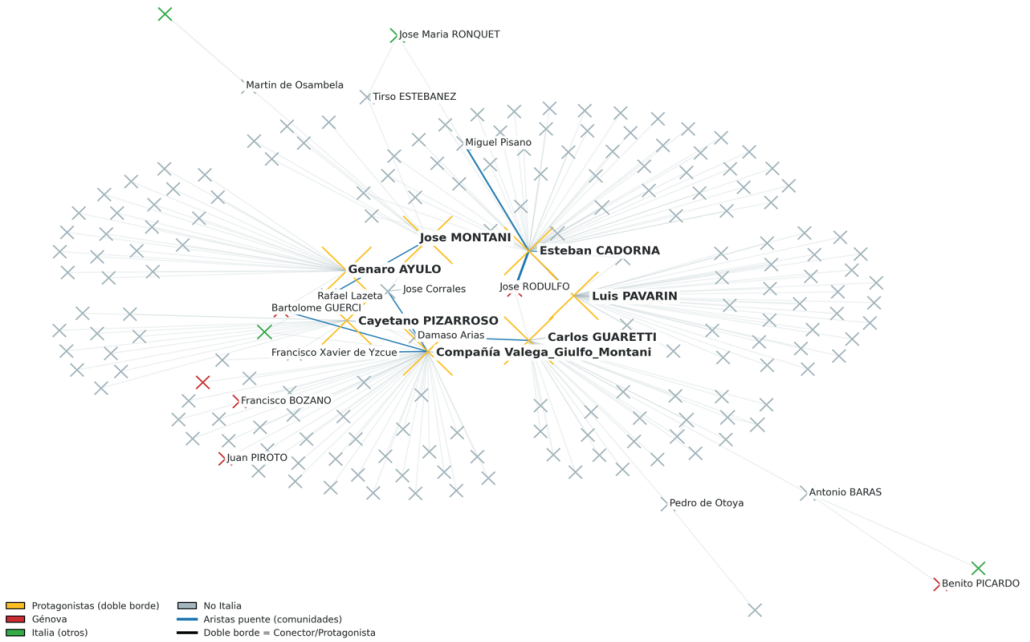 Jose Maria RONQUET
Martin de Osambela
Tirso ESTEBANEZ
Miguel Pisano
Jose MONTANI
Esteban CADORNA
Genaro AYULO
Jose Corrales
Jose RODULFO
Rafael Lazeta
Luis PAVARIN
Bartolome GUERCI
Cayetano PIZARROSO
Damaso Arias
Carlos GUARETTI
Francisco Xavier de Yzcue
Compañía Valega_Giulfo_Montani
Francisco BOZANO
Juan PIROTO
Antonio BARAS
Pedro de Otoya
Benito PICARDO
Protagonistas (doble borde)
Génova
Italia (otros)
No Italia
Aristas puente (comunidades)
Doble borde = Conector/Protagonista